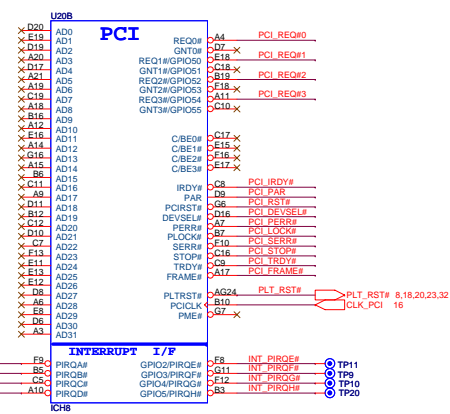 U20B
PCI
D20 AD0
E19 AD1
D19 AD2
A20 AD3
D17 AD4
A21 AD5
A19 AD6
C19 AD7
A18 AD8
B16 AD9
A12 AD10
E16 AD11
A14 AD12
G16 AD13
A15 AD14
B6 AD15
C11 AD16
A9 AD17
D11 AD18
B12 AD19
C12 AD20
D10 AD21
C7 AD22
F13 AD23
E11 AD24
E13 AD25
E12 AD26
D8 AD27
A6 AD28
E8 AD29
D6 AD30
A3 AD31
REQ0# A4 PCI_REQ#0
GNT0# D7
REQ1#/GPIO50 E18 PCI_REQ#1
GNT1#/GPIO51 C18
REQ2#/GPIO52 B19 PCI_REQ#2
GNT2#/GPIO53 F18
REQ3#/GPIO54 A11 PCI_REQ#3
GNT3#/GPIO55 C10
C/BE0# C17
C/BE1# E15
C/BE2# F16
C/BE3# E17
IRDY# C8 PCI_IRDY#
PAR D9 PCI_PAR
PCIRST# G6 PCI_RST#
DEVSEL# D16 PCI_DEVSEL#
PERR# A7 PCI_PERR#
PLOCK# B7 PCI_LOCK#
SERR# F10 PCI_SERR#
STOP# C16 PCI_STOP#
TRDY# C9 PCI_TRDY#
FRAME# A17 PCI_FRAME#
PLTRST# AG24 PLT_RST# PLT_RST# 8,18,20,23,32
PCICLK B10 CLK_PCI 16
PME# G7
INTERRUPT I/F
F9 PIRQA# GPIO2/PIRQE# F8 INT_PIRQE# TP11
B5 PIRQB# GPIO3/PIRQF# G11 INT_PIRQF# TP9
C5 PIRQC# GPIO4/PIRQG# F12 INT_PIRQG# TP10
A10 PIRQD# GPIO5/PIRQH# B3 INT_PIRQH# TP20
ICH8